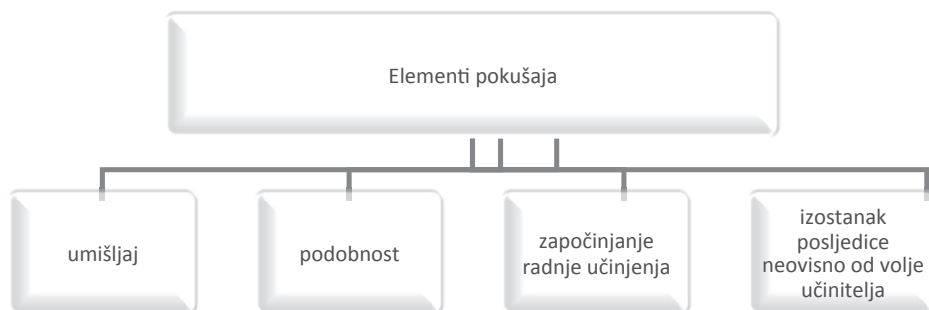 Elementi pokušaja
umišljaj
podobnost
započinjanje
radnje učinjenja
izostanak
posljedice
neovisno od volje
učinitelja